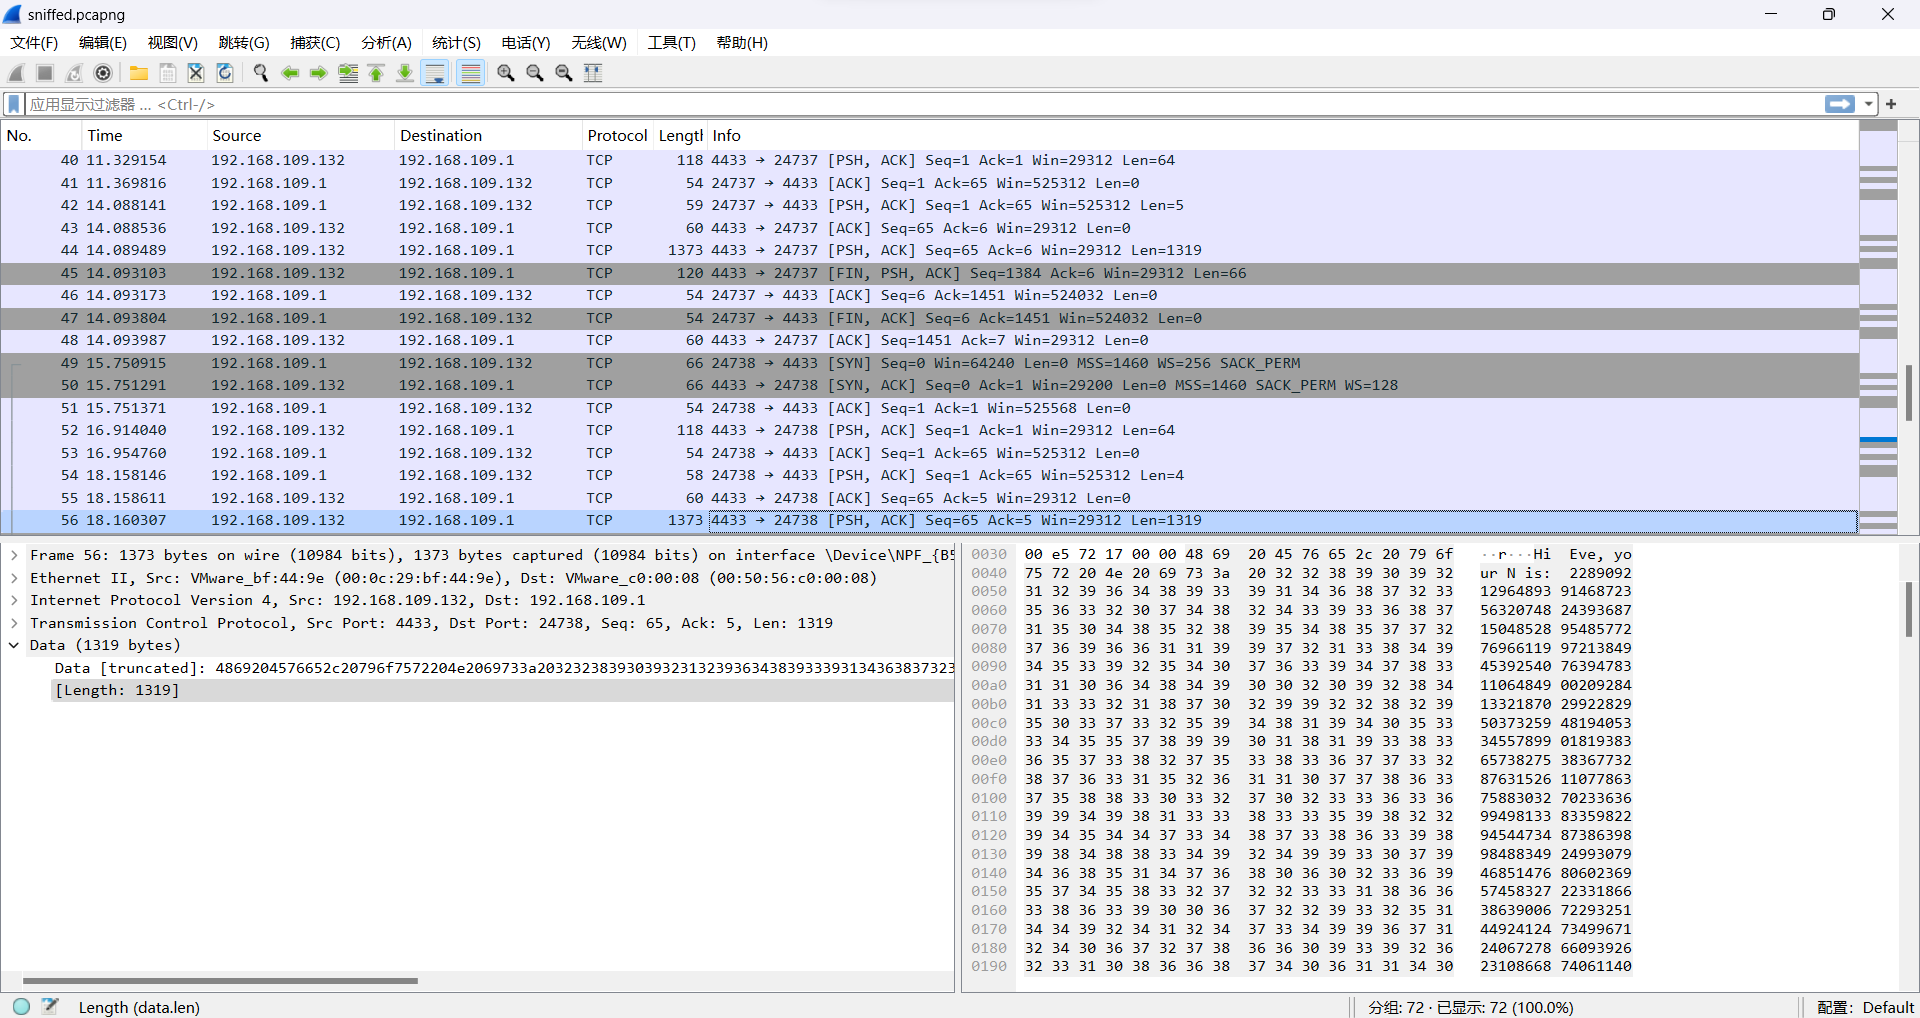 sniffed.pcapng
文件(F) 编辑(E) 视图(V) 跳转(G) 捕获(C) 分析(A) 统计(S) 电话(Y) 无线(W) 工具(T) 帮助(H)
应用显示过滤器 … <Ctrl-/>
No. Time Source Destination Protocol Length Info
40 11.329154 192.168.109.132 192.168.109.1 TCP 118 4433 → 24737 [PSH, ACK] Seq=1 Ack=1 Win=29312 Len=64
41 11.369816 192.168.109.1 192.168.109.132 TCP 54 24737 → 4433 [ACK] Seq=1 Ack=65 Win=525312 Len=0
42 14.088141 192.168.109.1 192.168.109.132 TCP 59 24737 → 4433 [PSH, ACK] Seq=1 Ack=65 Win=525312 Len=5
43 14.088536 192.168.109.132 192.168.109.1 TCP 60 4433 → 24737 [ACK] Seq=65 Ack=6 Win=29312 Len=0
44 14.089489 192.168.109.132 192.168.109.1 TCP 1373 4433 → 24737 [PSH, ACK] Seq=65 Ack=6 Win=29312 Len=1319
45 14.093103 192.168.109.132 192.168.109.1 TCP 120 4433 → 24737 [FIN, PSH, ACK] Seq=1384 Ack=6 Win=29312 Len=66
46 14.093173 192.168.109.1 192.168.109.132 TCP 54 24737 → 4433 [ACK] Seq=6 Ack=1451 Win=524032 Len=0
47 14.093804 192.168.109.1 192.168.109.132 TCP 54 24737 → 4433 [FIN, ACK] Seq=6 Ack=1451 Win=524032 Len=0
48 14.093987 192.168.109.132 192.168.109.1 TCP 60 4433 → 24737 [ACK] Seq=1451 Ack=7 Win=29312 Len=0
49 15.750915 192.168.109.1 192.168.109.132 TCP 66 24738 → 4433 [SYN] Seq=0 Win=64240 Len=0 MSS=1460 WS=256 SACK_PERM
50 15.751291 192.168.109.132 192.168.109.1 TCP 66 4433 → 24738 [SYN, ACK] Seq=0 Ack=1 Win=29200 Len=0 MSS=1460 SACK_PERM WS=128
51 15.751371 192.168.109.1 192.168.109.132 TCP 54 24738 → 4433 [ACK] Seq=1 Ack=1 Win=525568 Len=0
52 16.914040 192.168.109.132 192.168.109.1 TCP 118 4433 → 24738 [PSH, ACK] Seq=1 Ack=1 Win=29312 Len=64
53 16.954760 192.168.109.1 192.168.109.132 TCP 54 24738 → 4433 [ACK] Seq=1 Ack=65 Win=525312 Len=0
54 18.158146 192.168.109.1 192.168.109.132 TCP 58 24738 → 4433 [PSH, ACK] Seq=1 Ack=65 Win=525312 Len=4
55 18.158611 192.168.109.132 192.168.109.1 TCP 60 4433 → 24738 [ACK] Seq=65 Ack=5 Win=29312 Len=0
56 18.160307 192.168.109.132 192.168.109.1 TCP 1373 4433 → 24738 [PSH, ACK] Seq=65 Ack=5 Win=29312 Len=1319
Frame 56: 1373 bytes on wire (10984 bits), 1373 bytes captured (10984 bits) on interface \Device\NPF_{B5
Ethernet II, Src: VMware_bf:44:9e (00:0c:29:bf:44:9e), Dst: VMware_c0:00:08 (00:50:56:c0:00:08)
Internet Protocol Version 4, Src: 192.168.109.132, Dst: 192.168.109.1
Transmission Control Protocol, Src Port: 4433, Dst Port: 24738, Seq: 65, Ack: 5, Len: 1319
Data (1319 bytes)
Data [truncated]: 4869204576652c20796f7572204e2069733a20323238393039323132393634383933393134363837323
[Length: 1319]
0030 00 e5 72 17 00 00 48 69 20 45 76 65 2c 20 79 6f ··r···Hi Eve, yo
0040 75 72 20 4e 20 69 73 3a 20 32 32 38 39 30 39 32 ur N is: 2289092
0050 31 32 39 36 34 38 39 33 39 31 34 36 38 37 32 33 12964893 91468723
0060 35 36 33 32 30 37 34 38 32 34 33 39 33 36 38 37 56320748 24393687
0070 31 35 30 34 38 35 32 38 39 35 34 38 35 37 37 32 15048528 95485772
0080 37 36 39 36 36 31 31 39 39 37 32 31 33 38 34 39 76966119 97213849
0090 34 35 33 39 32 35 34 30 37 36 33 39 34 37 38 33 45392540 76394783
00a0 31 31 30 36 34 38 34 39 30 30 32 30 39 32 38 34 11064849 00209284
00b0 31 33 33 32 31 38 37 30 32 39 39 32 32 38 32 39 13321870 29922829
00c0 35 30 33 37 33 32 35 39 34 38 31 39 34 30 35 33 50373259 48194053
00d0 33 34 35 35 37 38 39 39 30 31 38 31 39 33 38 33 34557899 01819383
00e0 36 35 37 33 38 32 37 35 33 38 33 36 37 37 33 32 65738275 38367732
00f0 38 37 36 33 31 35 32 36 31 31 30 37 37 38 36 33 87631526 11077863
0100 37 35 38 38 33 30 33 32 37 30 32 33 33 36 33 36 75883032 70233636
0110 39 39 34 39 38 31 33 33 38 33 33 35 39 38 32 32 99498133 83359822
0120 39 34 35 34 34 37 33 34 38 37 33 38 36 33 39 38 94544734 87386398
0130 39 38 34 38 38 33 34 39 32 34 39 39 33 30 37 39 98488349 24993079
0140 34 36 38 35 31 34 37 36 38 30 36 30 32 33 36 39 46851476 80602369
0150 35 37 34 35 38 33 32 37 32 32 33 33 31 38 36 36 57458327 22331866
0160 33 38 36 33 39 30 30 36 37 32 32 39 33 32 35 31 38639006 72293251
0170 34 34 39 32 34 31 32 34 37 33 34 39 39 36 37 31 44924124 73499671
0180 32 34 30 36 37 32 37 38 36 36 30 39 33 39 32 36 24067278 66093926
0190 32 33 31 30 38 36 36 38 37 34 30 36 31 31 34 30 23108668 74061140
Length (data.len) 分组: 72 · 已显示: 72 (100.0%) 配置: Default